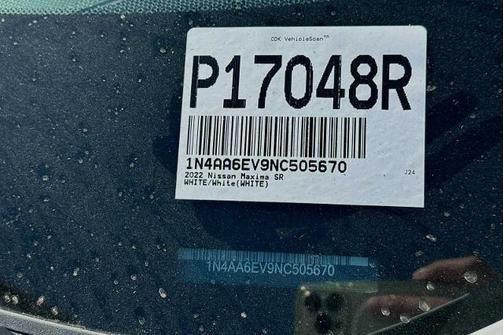 CDK VehicleScan™
P17048R
1N4AA6EV9NC505670
2022 Nissan Maxima SR J24
WHITE/White(WHITE)
1N4AA6EV9NC505670